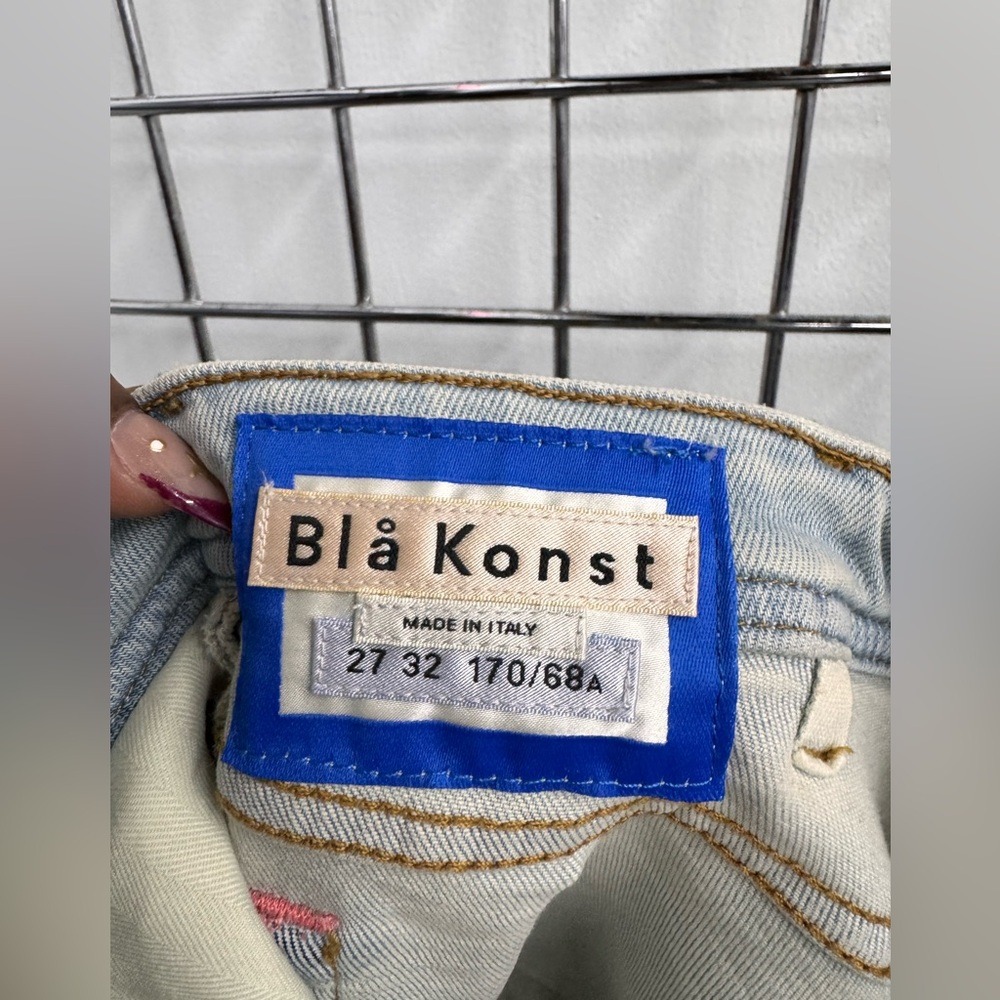 Blå Konst
MADE IN ITALY
27 32 170/68A